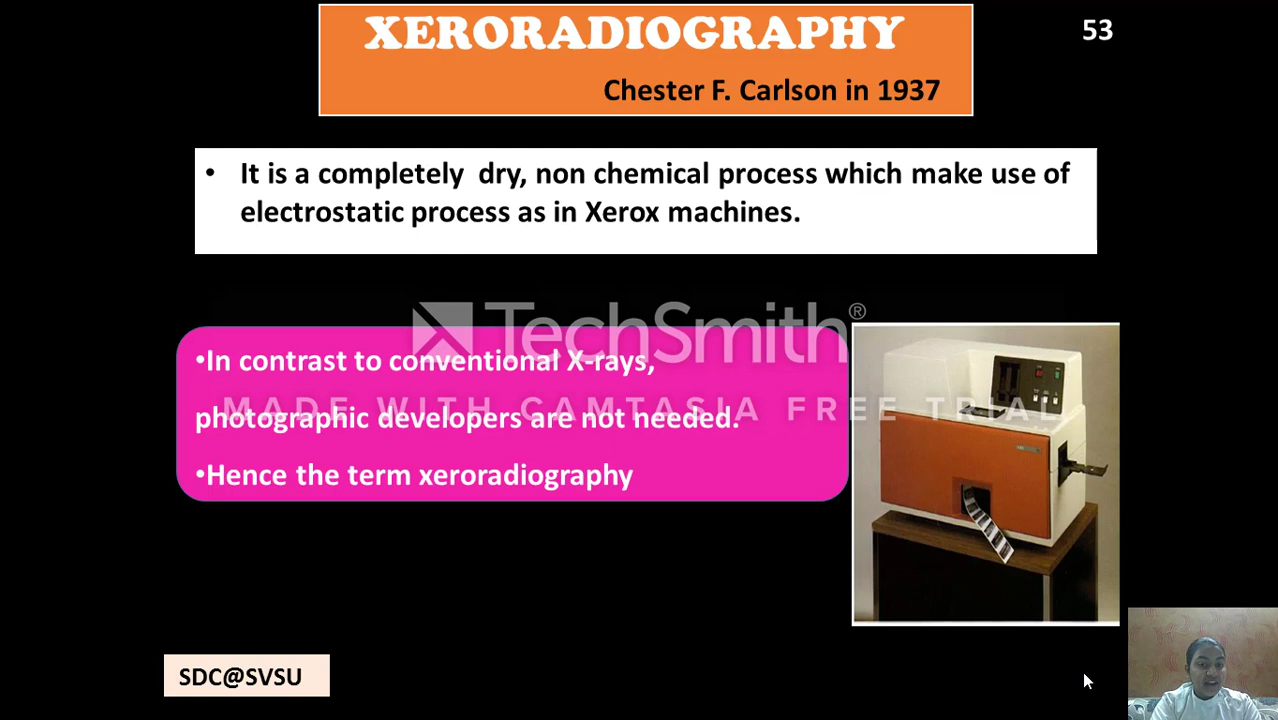 XERORADIOGRAPHY
53
Chester F. Carlson in 1937
• It is a completely dry, non chemical process which make use of
electrostatic process as in Xerox machines.
TechSmith®
•In contrast to conventional X-rays,
MADE WITH CAMTASIA FREE TRIAL
photographic developers are not needed.
•Hence the term xeroradiography
SDC@SVSU